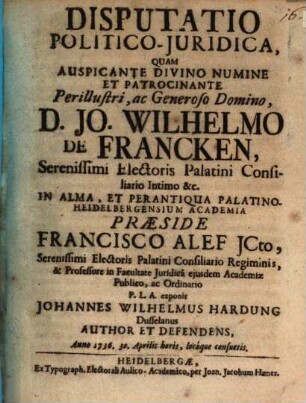 DISPUTATIO
POLITICO-JURIDICA,
QUAM
AUSPICANTE DIVINO NUMINE
ET PATROCINANTE
Perillustri, ac Generoso Domino,
D. JO. WILHELMO
DE FRANCKEN,
Serenissimi Electoris Palatini Consi-
liario Intimo &c.
IN ALMA, ET PERANTIQUA PALATINO-
HEIDELBERGENSIUM ACADEMIA
PRÆSIDE
FRANCISCO ALEF JCto,
Serenissimi Electoris Palatini Consiliario Regiminis,
& Professore in Facultate Juridicâ ejusdem Academiæ
Publico, ac Ordinario
P. L. A. exponit
JOHANNES WILHELMUS HARDUNG
Dusselanus
AUTHOR ET DEFENDENS,
Anno 1736. 30. Aprilis horis, locique consuetis.
HEIDELBERGÆ,
Ex Typograph. Electorali Aulico-Academico, per Joan. Jacobum Hæner.